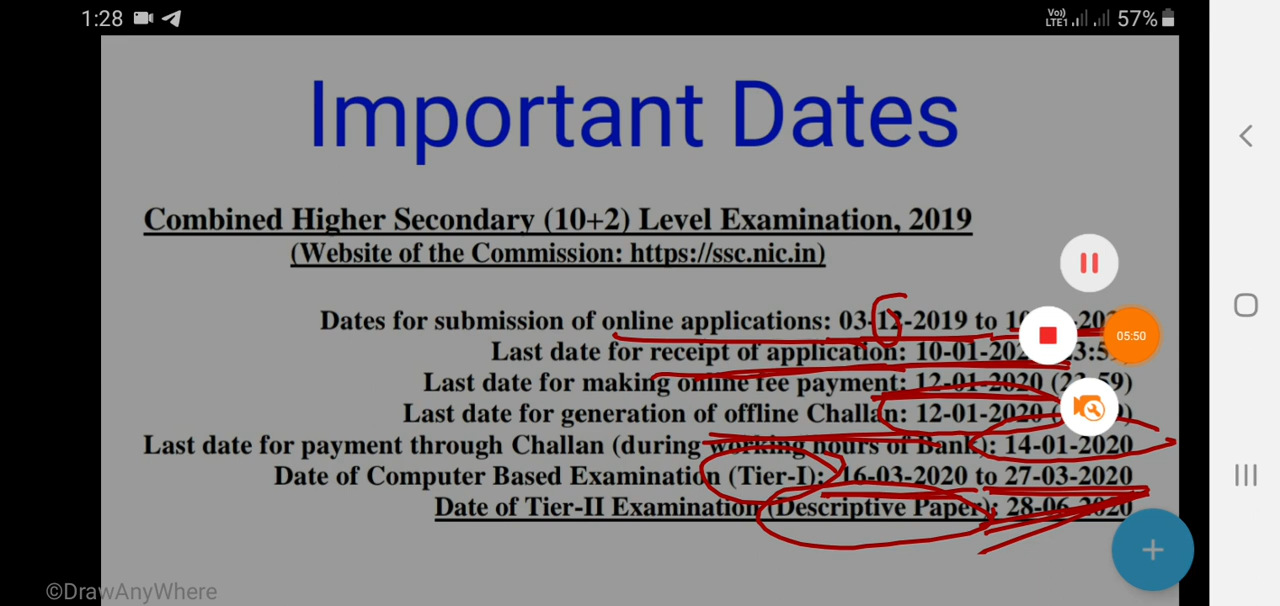 1:28
Vo))
LTE1
57%
Important Dates
Combined Higher Secondary (10+2) Level Examination, 2019
(Website of the Commission: https://ssc.nic.in)
Dates for submission of online applications: 03-12-2019 to
Last date for receipt of application: 10-01-
Last date for making online fee payment: 12-01-2020 (23:59)
Last date for generation of offline Challan: 12-01-2020
Last date for payment through Challan (during working hours of Bank): 14-01-2020
Date of Computer Based Examination (Tier-I): 16-03-2020 to 27-03-2020
Date of Tier-II Examination (Descriptive Paper): 28-06-2020
05:50
©DrawAnyWhere